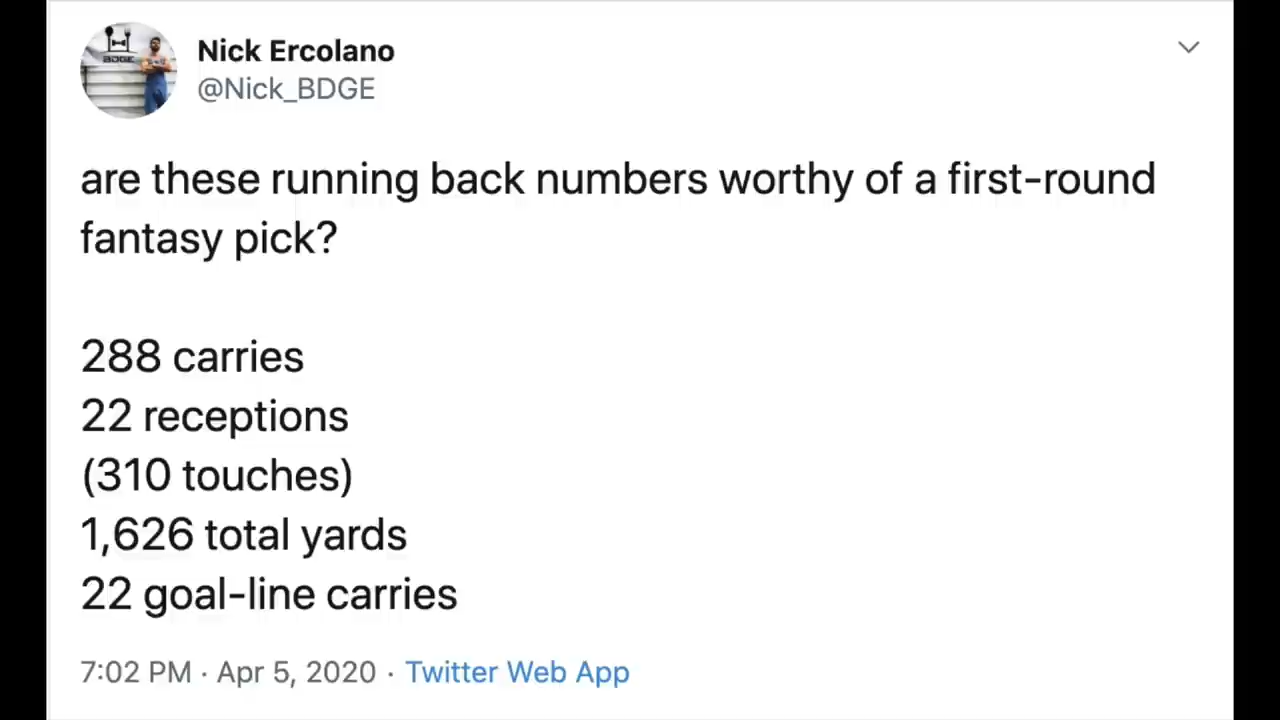 BDGE
Nick Ercolano
@Nick_BDGE
are these running back numbers worthy of a first-round
fantasy pick?
288 carries
22 receptions
(310 touches)
1,626 total yards
22 goal-line carries
7:02 PM · Apr 5, 2020 · Twitter Web App